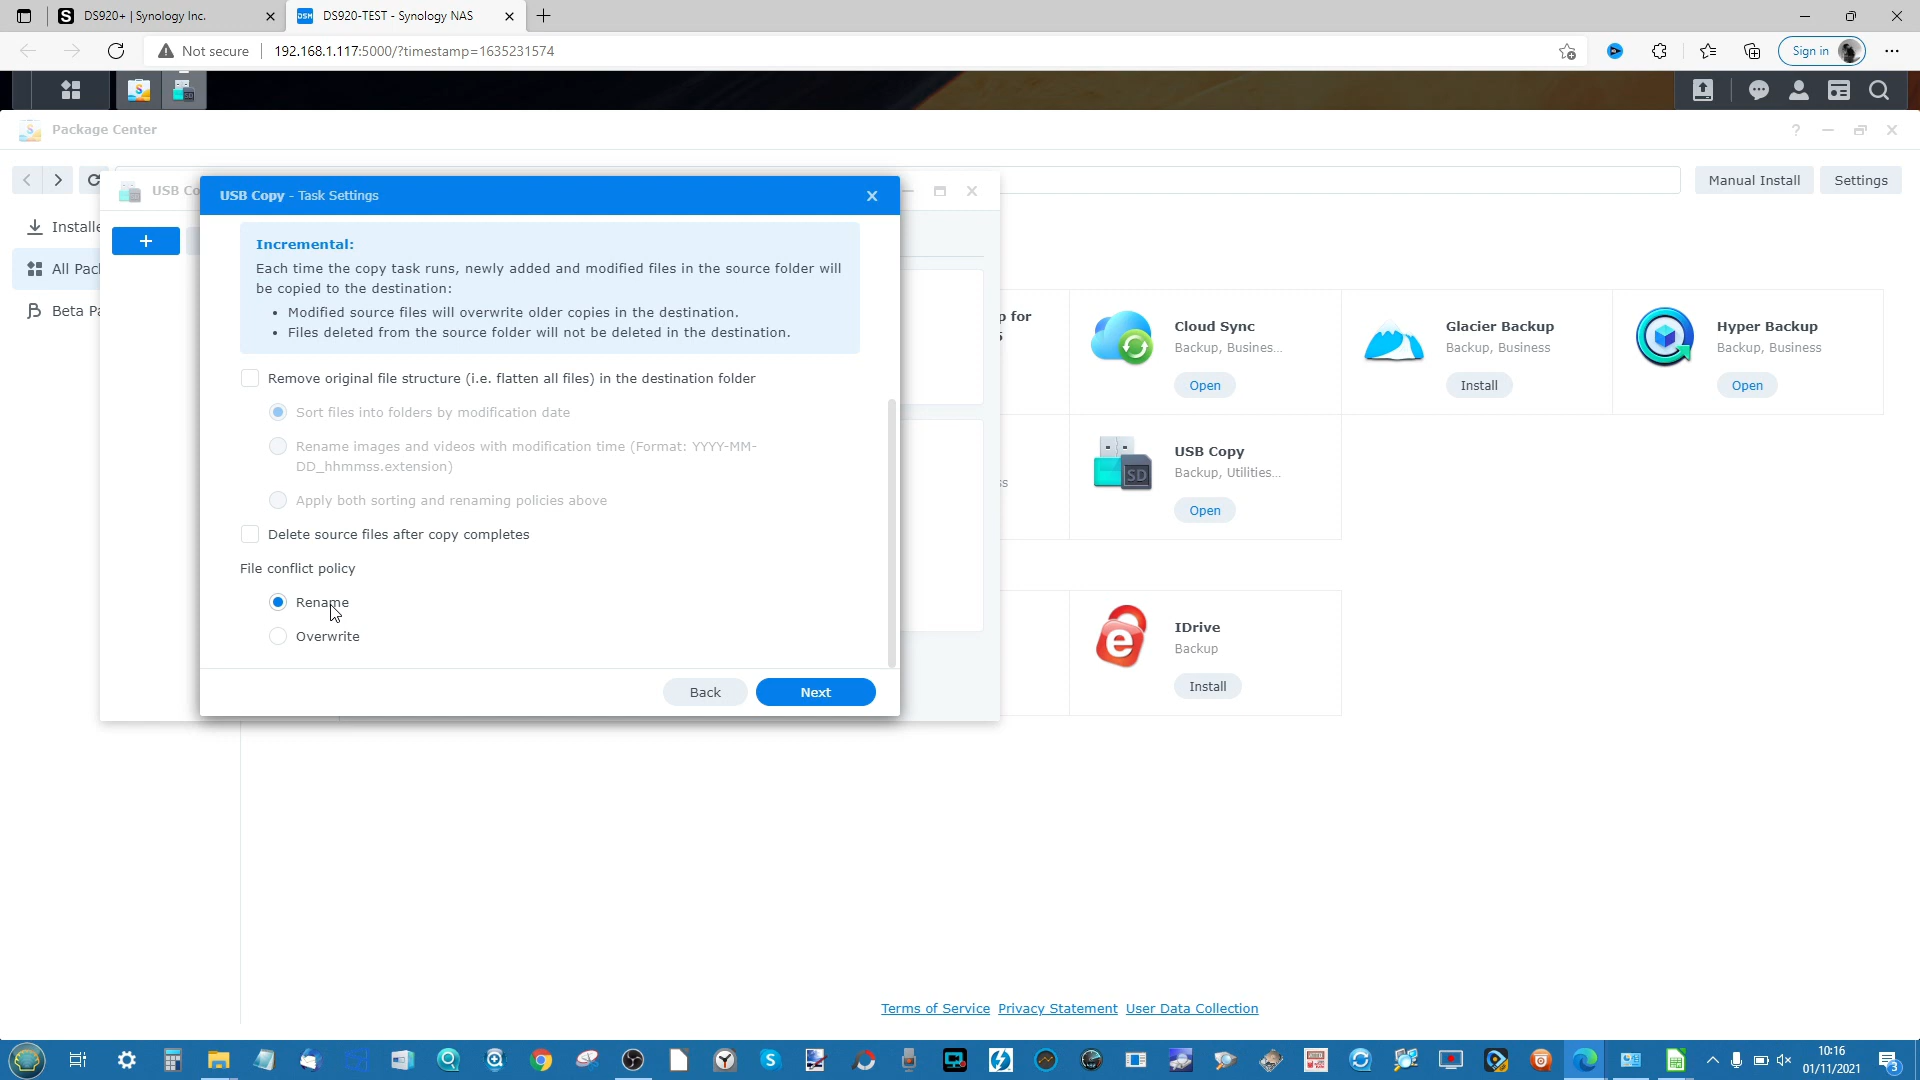 DS920+ | Synology Inc.
DS920-TEST - Synology NAS
Not secure
192.168.1.117:5000/?timestamp=1635231574
Sign in
Package Center
Manual Install
Settings
USB Co
USB Copy - Task Settings
Installe
All Pac
Beta Pa
Incremental:
Each time the copy task runs, newly added and modified files in the source folder will
be copied to the destination:
• Modified source files will overwrite older copies in the destination.
• Files deleted from the source folder will not be deleted in the destination.
Remove original file structure (i.e. flatten all files) in the destination folder
Sort files into folders by modification date
Rename images and videos with modification time (Format: YYYY-MM-
DD_hhmmss.extension)
Apply both sorting and renaming policies above
Delete source files after copy completes
File conflict policy
Rename
Overwrite
Back
Next
p for
Cloud Sync
Backup, Busines...
Open
Glacier Backup
Backup, Business
Install
Hyper Backup
Backup, Business
Open
ss
USB Copy
Backup, Utilities...
Open
IDrive
Backup
Install
Terms of Service Privacy Statement User Data Collection
10:16
01/11/2021
3